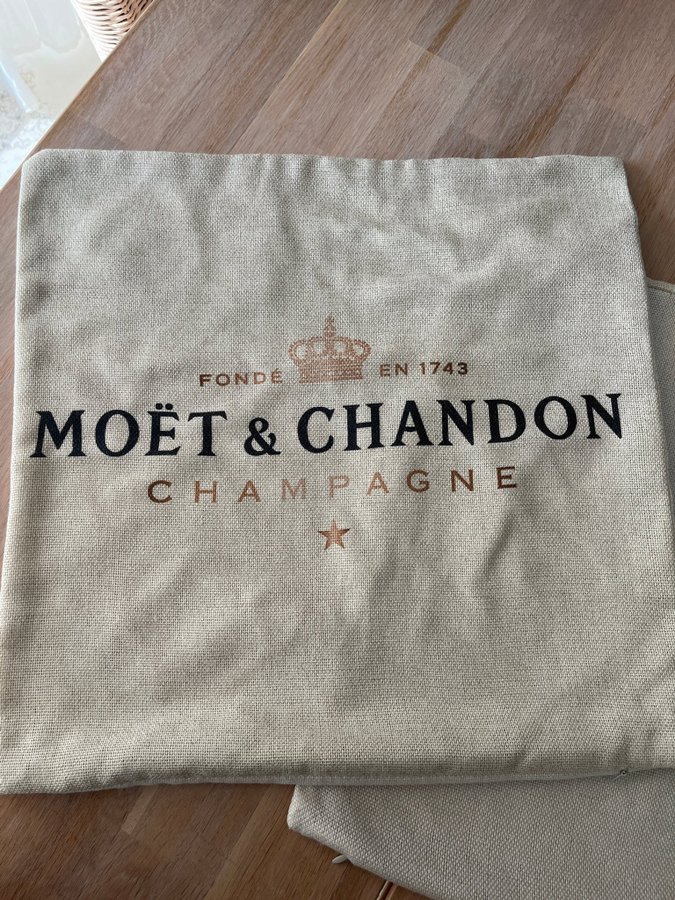 FONDÉ EN 1743
MOËT & CHANDON
CHAMPAGNE